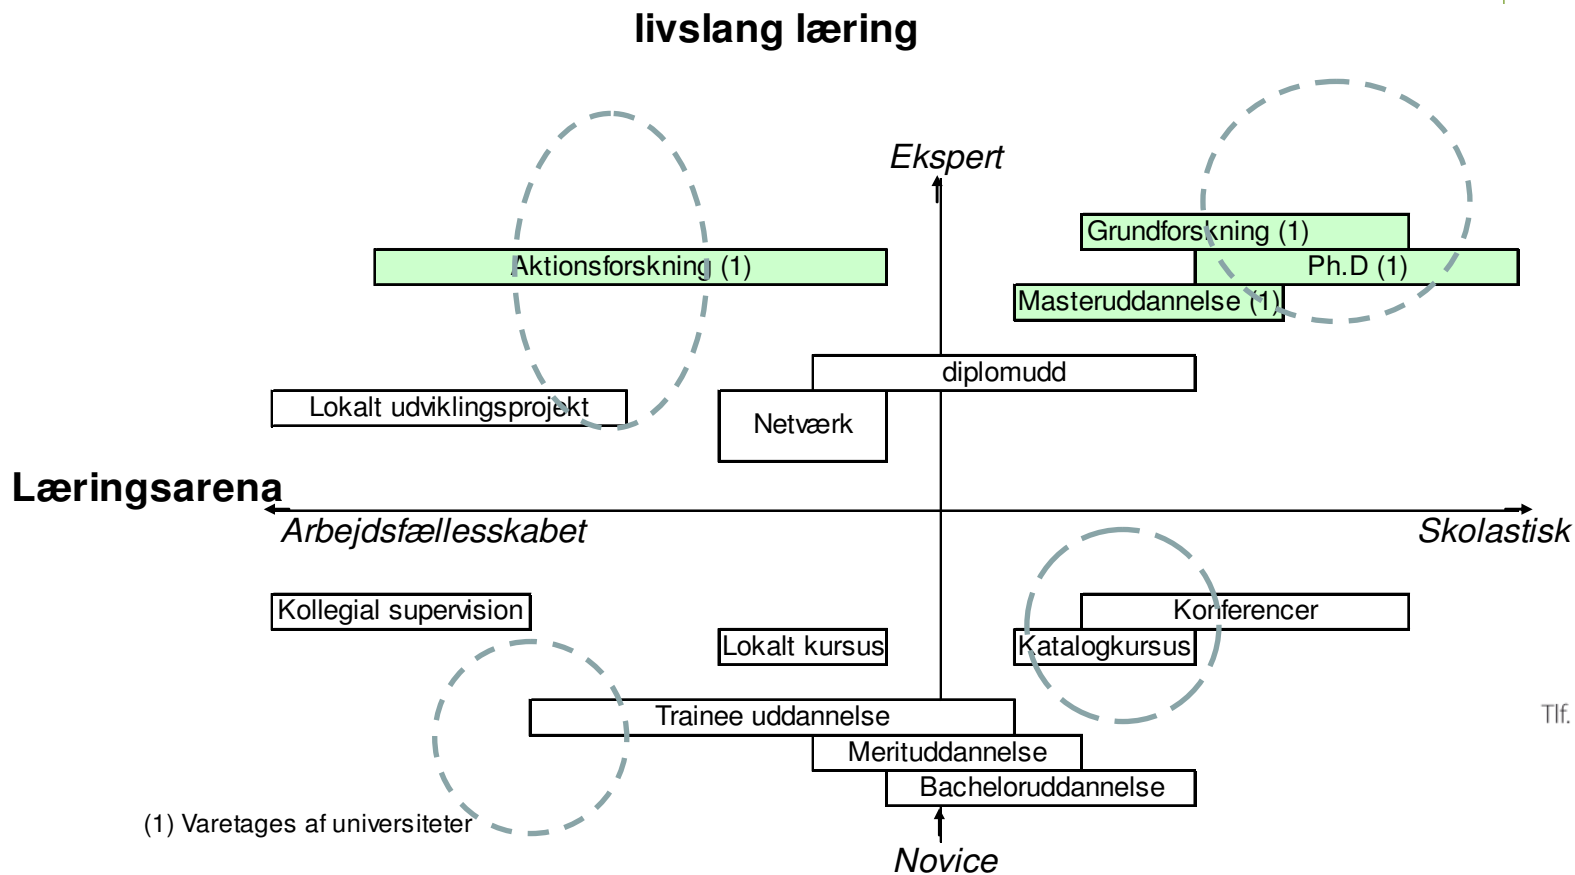 livslang læring
Ekspert
Grundforskning (1)
Aktionsforskning (1)
Ph.D (1)
Masteruddannelse (1)
diplomudd
Lokalt udviklingsprojekt
Netværk
Læringsarena
Arbejdsfællesskabet
Skolastisk
Kollegial supervision
Konferencer
Lokalt kursus
Katalogkursus
Trainee uddannelse
Tlf.
Merituddannelse
Bacheloruddannelse
(1) Varetages af universiteter
Novice